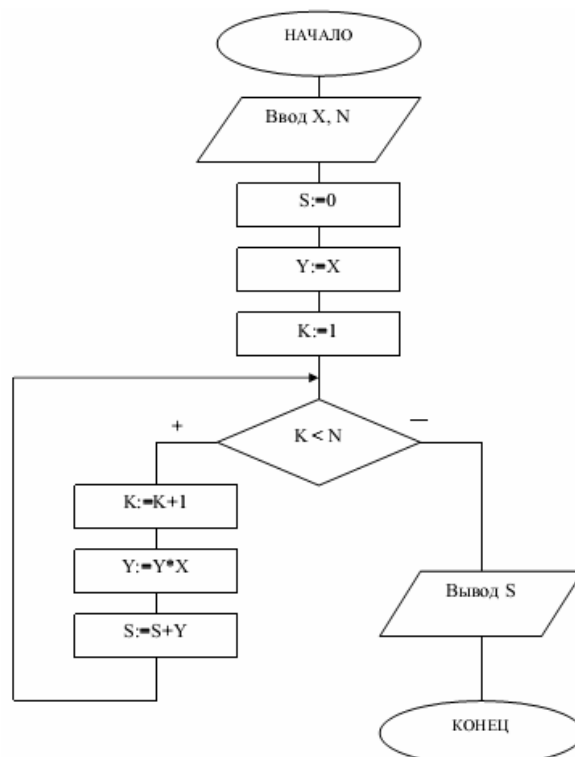 НАЧАЛО
Ввод X, N
S:=0
Y:=X
K:=1
+
—
K < N
K:=K+1
Y:=Y*X
S:=S+Y
Вывод S
КОНЕЦ